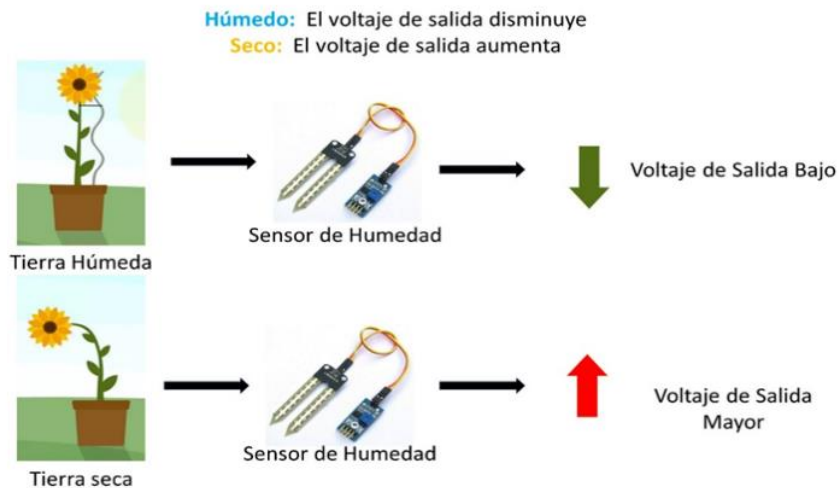 Húmedo: El voltaje de salida disminuye
Seco: El voltaje de salida aumenta
Voltaje de Salida Bajo
Sensor de Humedad
Tierra Húmeda
Voltaje de Salida
Mayor
Sensor de Humedad
Tierra seca